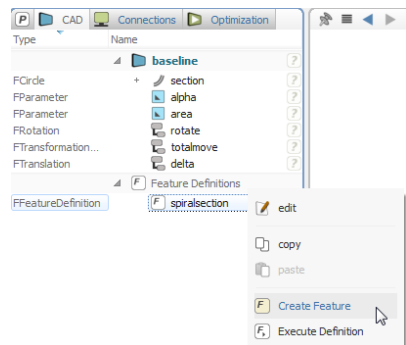 P CAD Connections Optimization
Type Name
baseline ?
FCircle + section ?
FParameter alpha ?
FParameter area ?
FRotation rotate ?
FTransformation... totalmove ?
FTranslation delta ?
F Feature Definitions
FFeatureDefinition F spiralsection
edit
copy
paste
F Create Feature
F Execute Definition